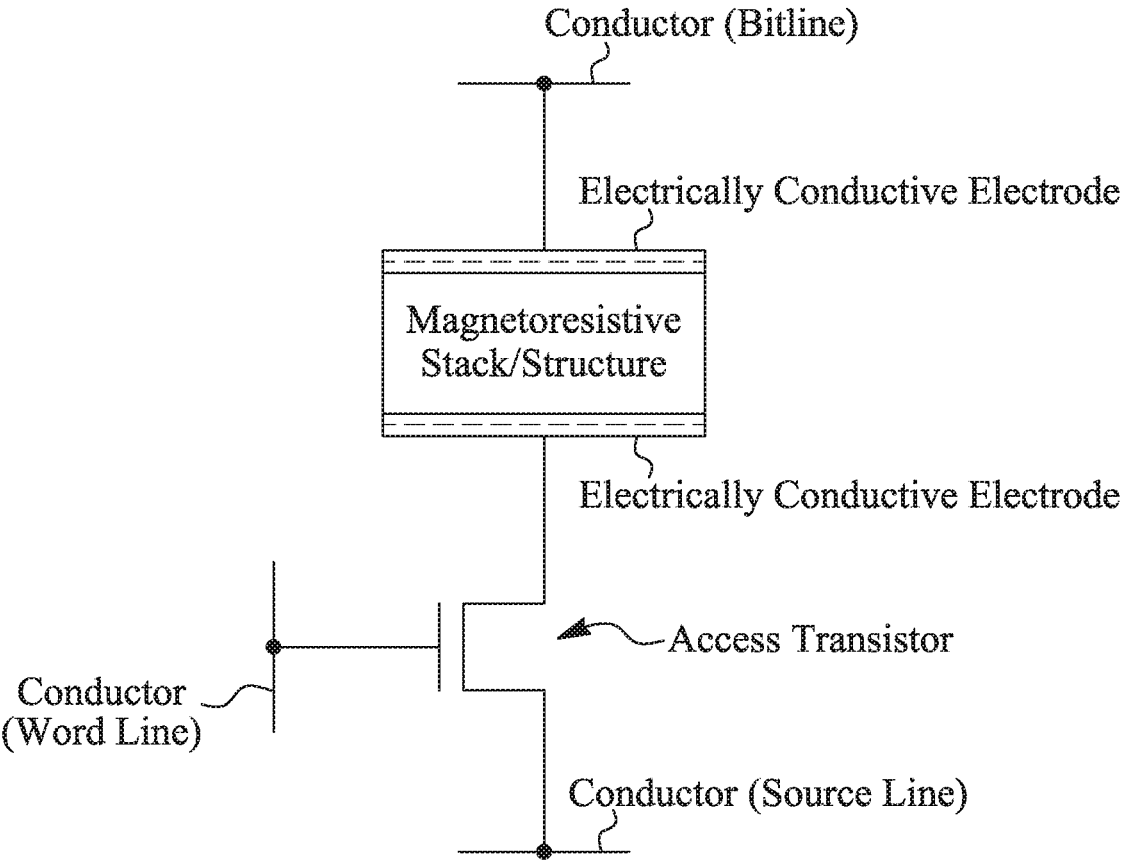 Conductor (Bitline)
Electrically Conductive Electrode
Magnetoresistive
Stack/Structure
Electrically Conductive Electrode
Access Transistor
Conductor
(Word Line)
Conductor (Source Line)